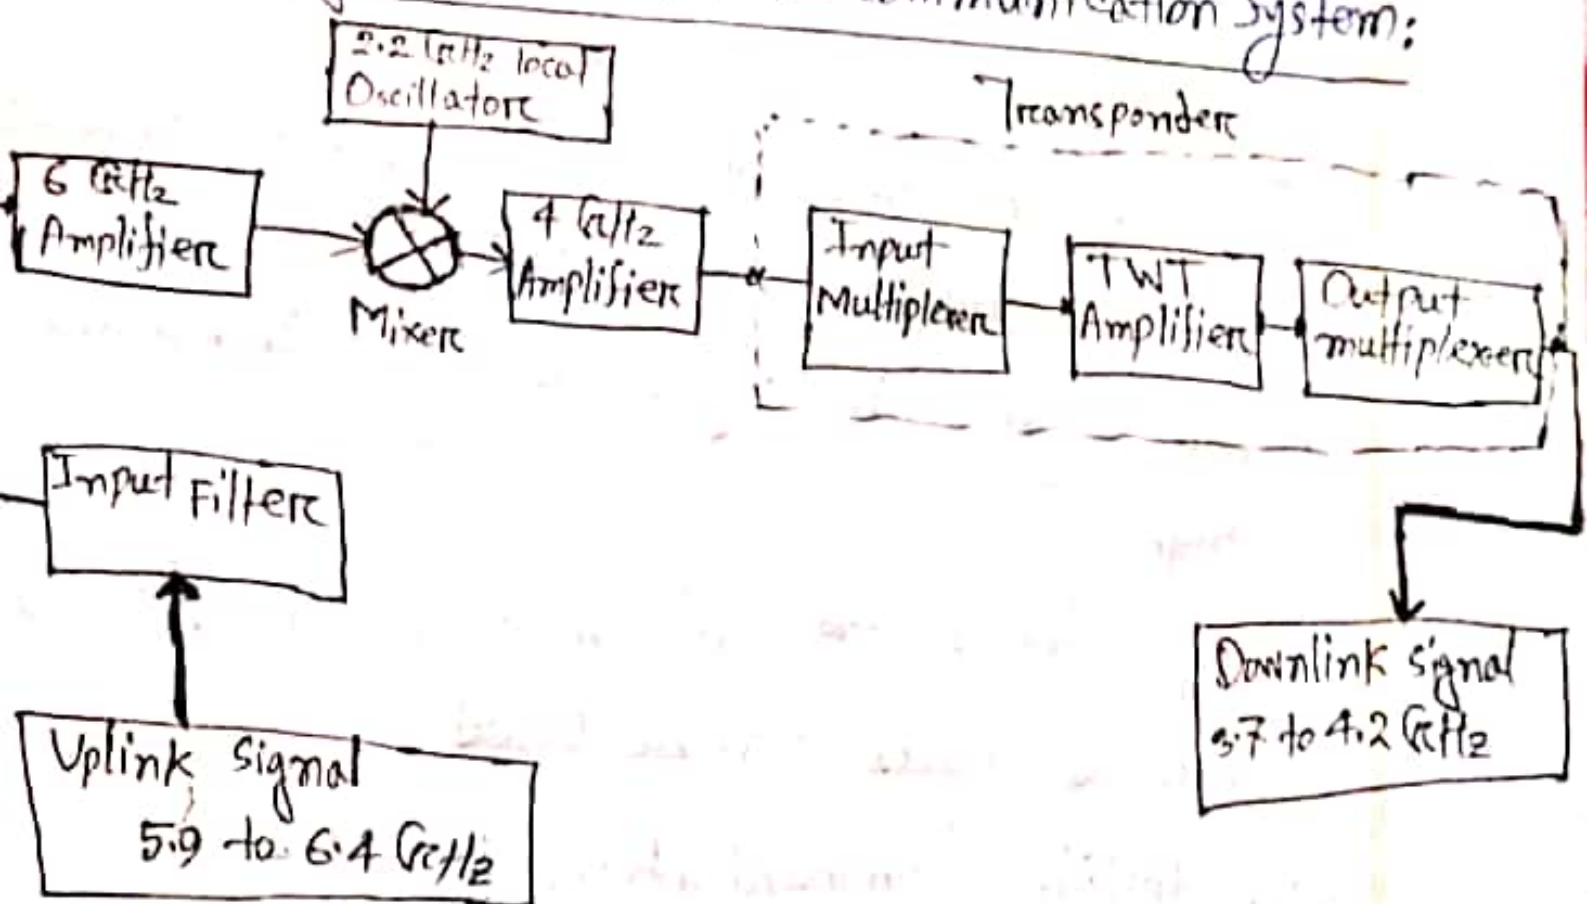 Communication System:
2.2 GHz local
Oscillator
Transponder
6 GHz
Amplifier
Mixer
4 GHz
Amplifier
Input
Multiplexer
TWT
Amplifier
Output
multiplexer
Input Filter
Uplink Signal
5.9 to 6.4 GHz
Downlink signal
3.7 to 4.2 GHz